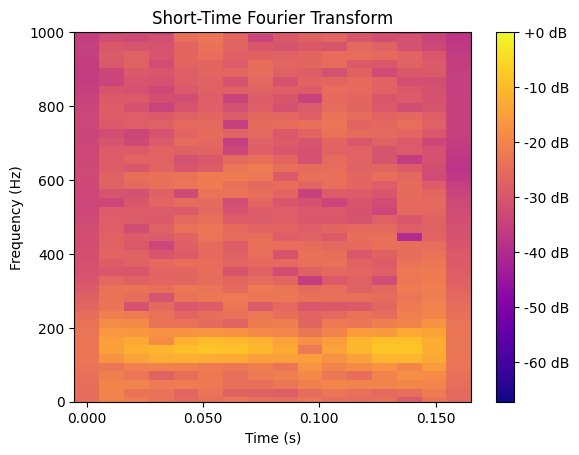 Short-Time Fourier Transform
1000
800
600
400
200
0
Frequency (Hz)
0.000
0.050
0.100
0.150
Time (s)
+0 dB
-10 dB
-20 dB
-30 dB
-40 dB
-50 dB
-60 dB